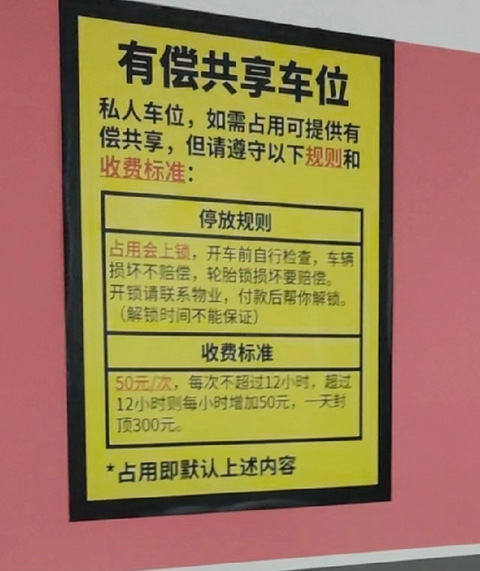 有偿共享车位
私人车位，如需占用可提供有
偿共享，但请遵守以下规则和
收费标准：
停放规则
占用会上锁，开车前自行检查，车辆
损坏不赔偿，轮胎锁损坏要赔偿。
开锁请联系物业，付款后帮你解锁。
（解锁时间不能保证）
收费标准
50元/次，每次不超过12小时，超过
12小时则每小时增加50元，一天封
顶300元。
*占用即默认上述内容